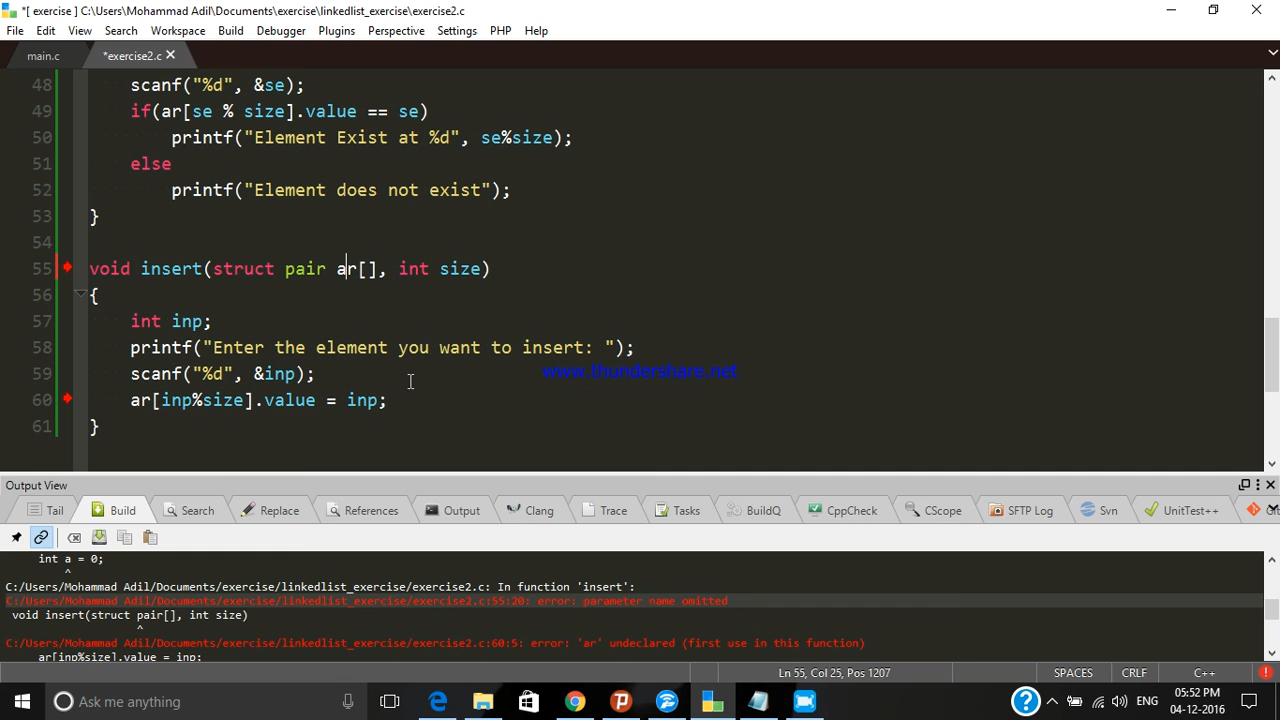 *[ exercise ] C:\Users\Mohammad Adil\Documents\exercise\linkedlist_exercise\exercise2.c
File Edit View Search Workspace Build Debugger Plugins Perspective Settings PHP Help
main.c *exercise2.c
48 scanf("%d", &se);
49 if(ar[se % size].value == se)
50 printf("Element Exist at %d", se%size);
51 else
52 printf("Element does not exist");
53 }
54
55 void insert(struct pair ar[], int size)
56 {
57 int inp;
58 printf("Enter the element you want to insert: ");
www.thundershare.net
59 scanf("%d", &inp);
60 ar[inp%size].value = inp;
61 }
Output View
Tail Build Search Replace References Output Clang Trace Tasks BuildQ CppCheck CScope SFTP Log Svn UnitTest++
int a = 0;
^
C:/Users/Mohammad Adil/Documents/exercise/linkedlist_exercise/exercise2.c: In function 'insert':
C:/Users/Mohammad Adil/Documents/exercise/linkedlist_exercise/exercise2.c:55:20: error: parameter name omitted
void insert(struct pair[], int size)
^
C:/Users/Mohammad Adil/Documents/exercise/linkedlist_exercise/exercise2.c:60:5: error: 'ar' undeclared (first use in this function)
ar[inp%size].value = inp;
Ln 55, Col 25, Pos 1207 SPACES CRLF C++
Ask me anything ENG 05:52 PM
04-12-2016